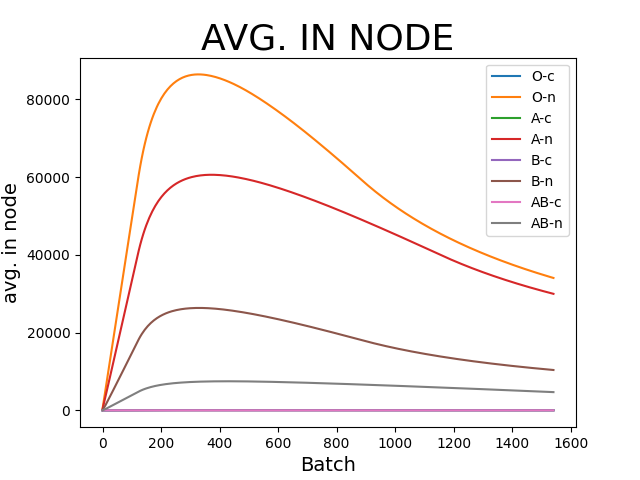 AVG. IN NODE
avg. in node
80000
60000
40000
20000
0
0 200 400 600 800 1000 1200 1400 1600
Batch
O-c
O-n
A-c
A-n
B-c
B-n
AB-c
AB-n